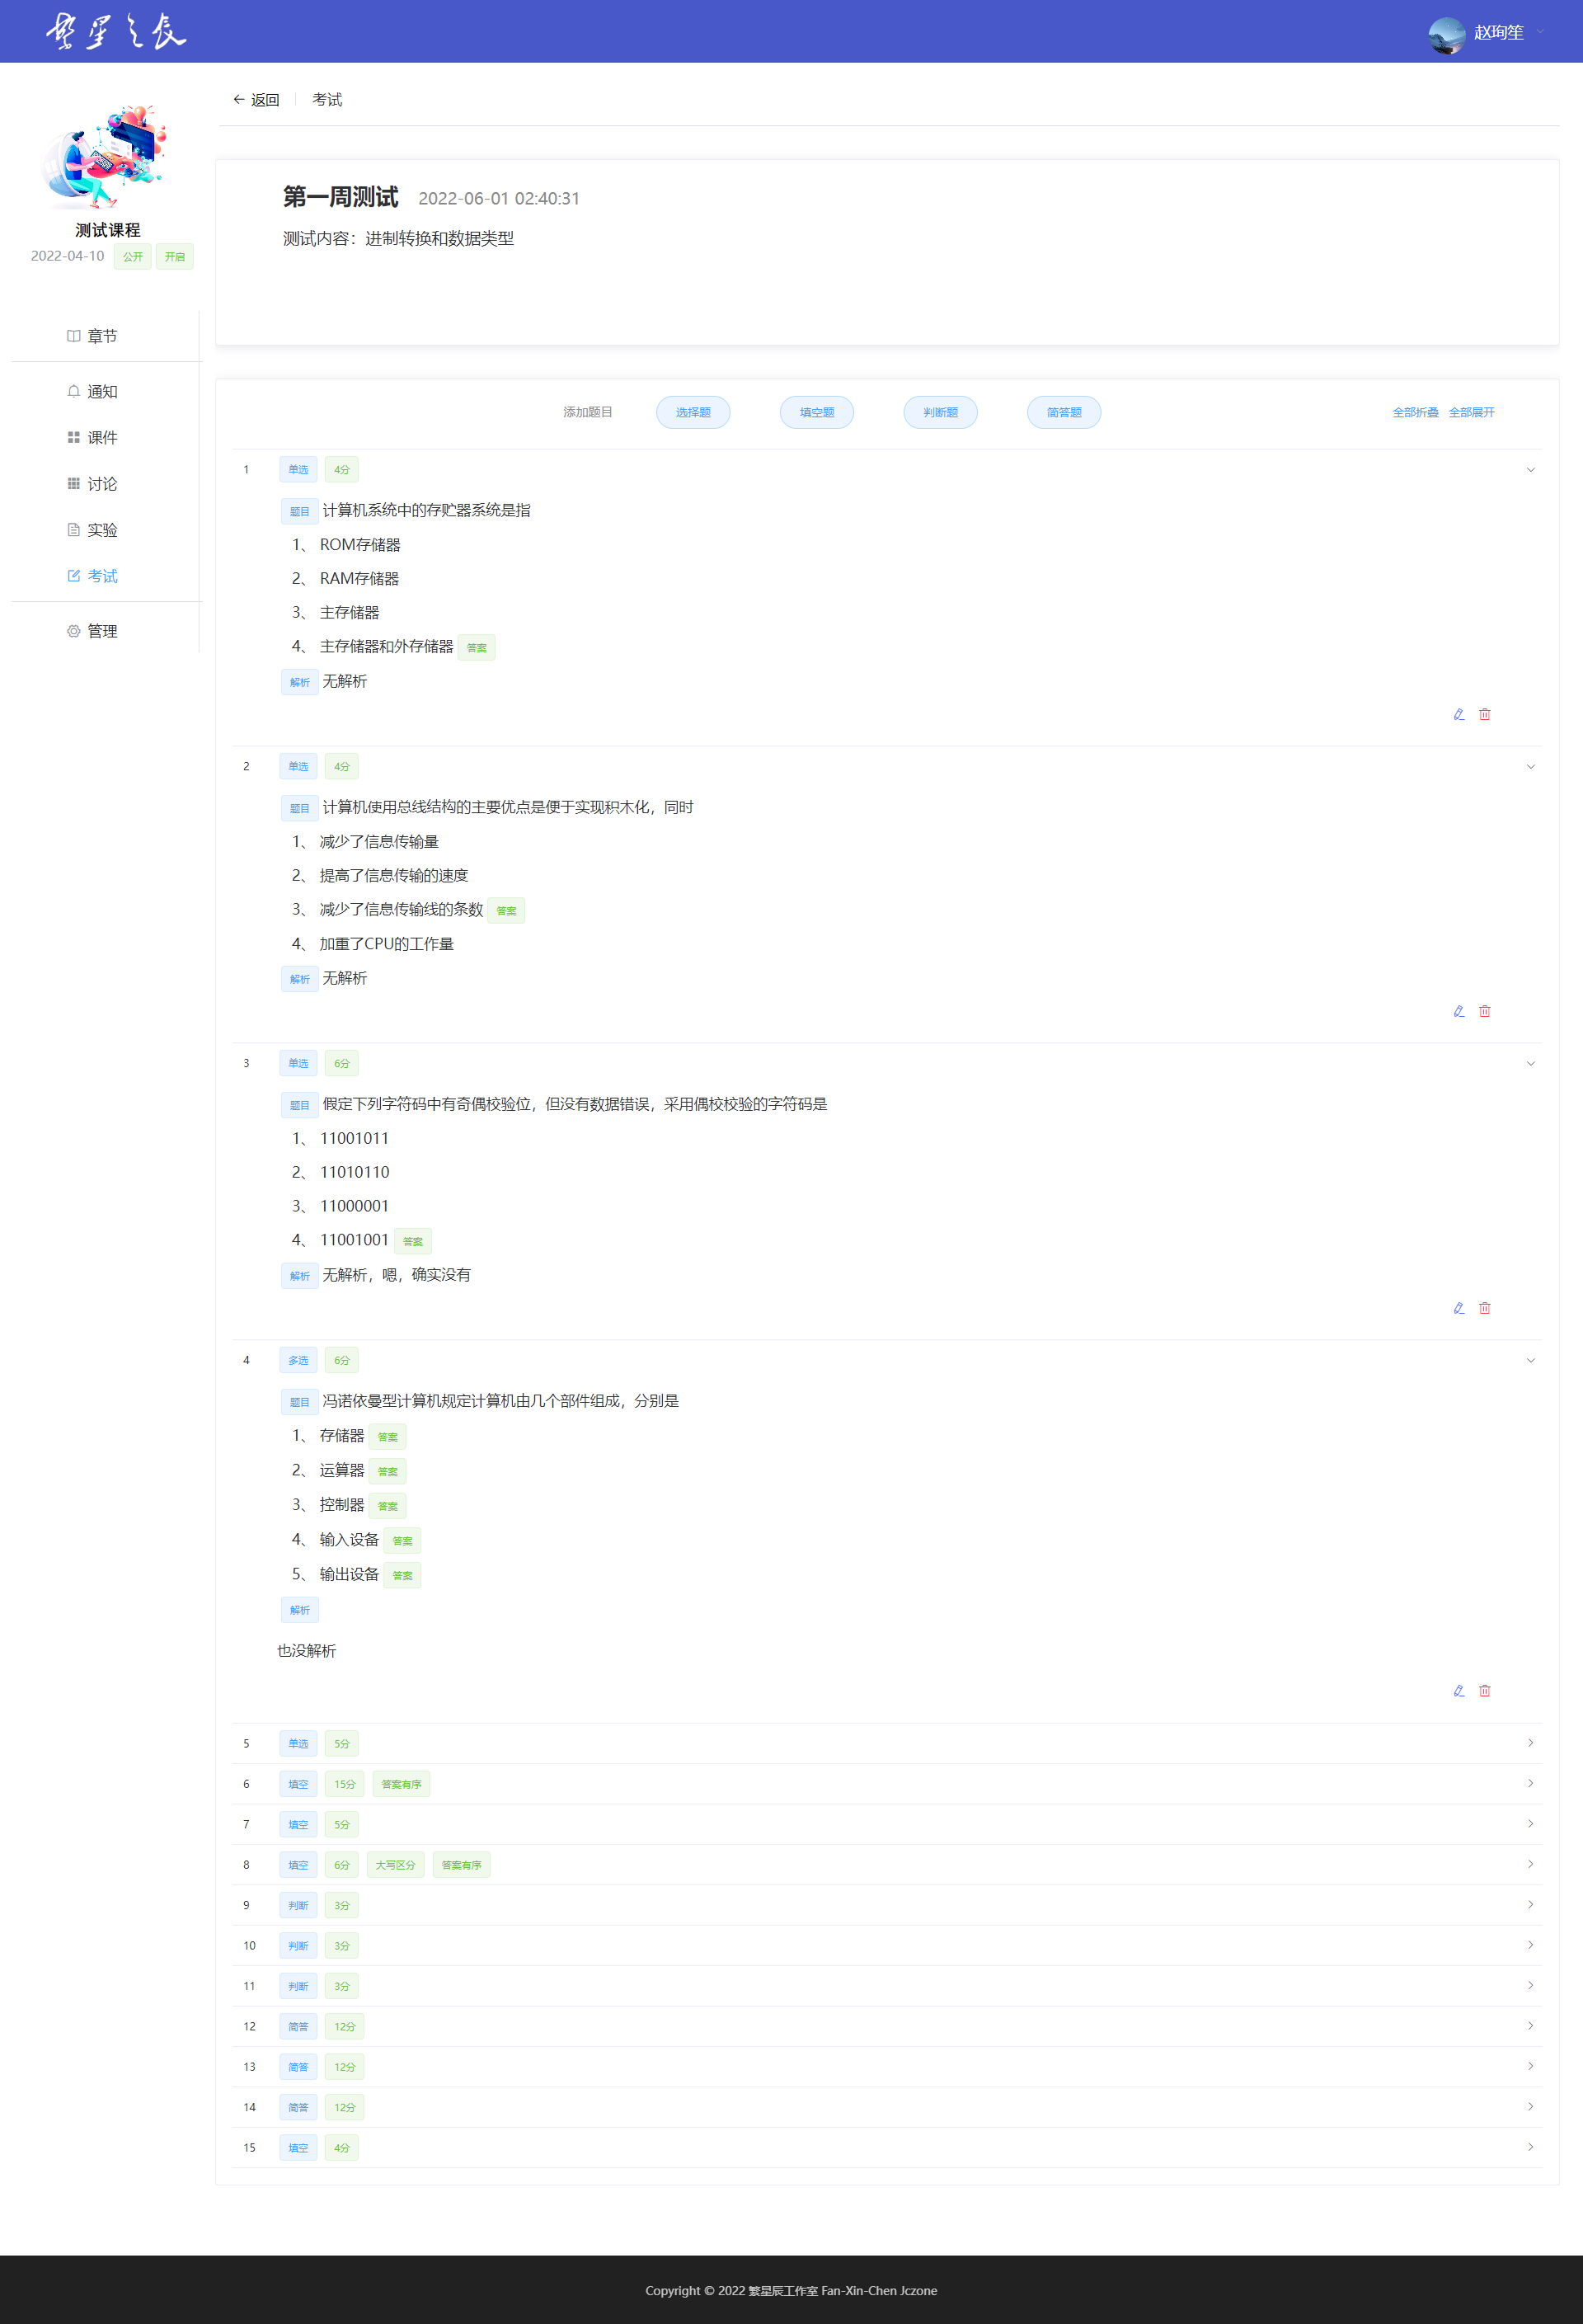 繁星之辰
赵珣笙
← 返回 考试
测试课程
2022-04-10 公开 开启
章节
通知
课件
讨论
实验
考试
管理
第一周测试 2022-06-01 02:40:31
测试内容：进制转换和数据类型
添加题目 选择题 填空题 判断题 简答题 全部折叠 全部展开
1 单选 4分
题目 计算机系统中的存贮器系统是指
1、 ROM存储器
2、 RAM存储器
3、 主存储器
4、 主存储器和外存储器 答案
解析 无解析
2 单选 4分
题目 计算机使用总线结构的主要优点是便于实现积木化，同时
1、 减少了信息传输量
2、 提高了信息传输的速度
3、 减少了信息传输线的条数 答案
4、 加重了CPU的工作量
解析 无解析
3 单选 6分
题目 假定下列字符码中有奇偶校验位，但没有数据错误，采用偶校校验的字符码是
1、 11001011
2、 11010110
3、 11000001
4、 11001001 答案
解析 无解析，嗯，确实没有
4 多选 6分
题目 冯诺依曼型计算机规定计算机由几个部件组成，分别是
1、 存储器 答案
2、 运算器 答案
3、 控制器 答案
4、 输入设备 答案
5、 输出设备 答案
解析
也没解析
5 单选 5分
6 填空 15分 答案有序
7 填空 5分
8 填空 6分 大写区分 答案有序
9 判断 3分
10 判断 3分
11 判断 3分
12 简答 12分
13 简答 12分
14 简答 12分
15 填空 4分
Copyright © 2022 繁星辰工作室 Fan-Xin-Chen Jczone